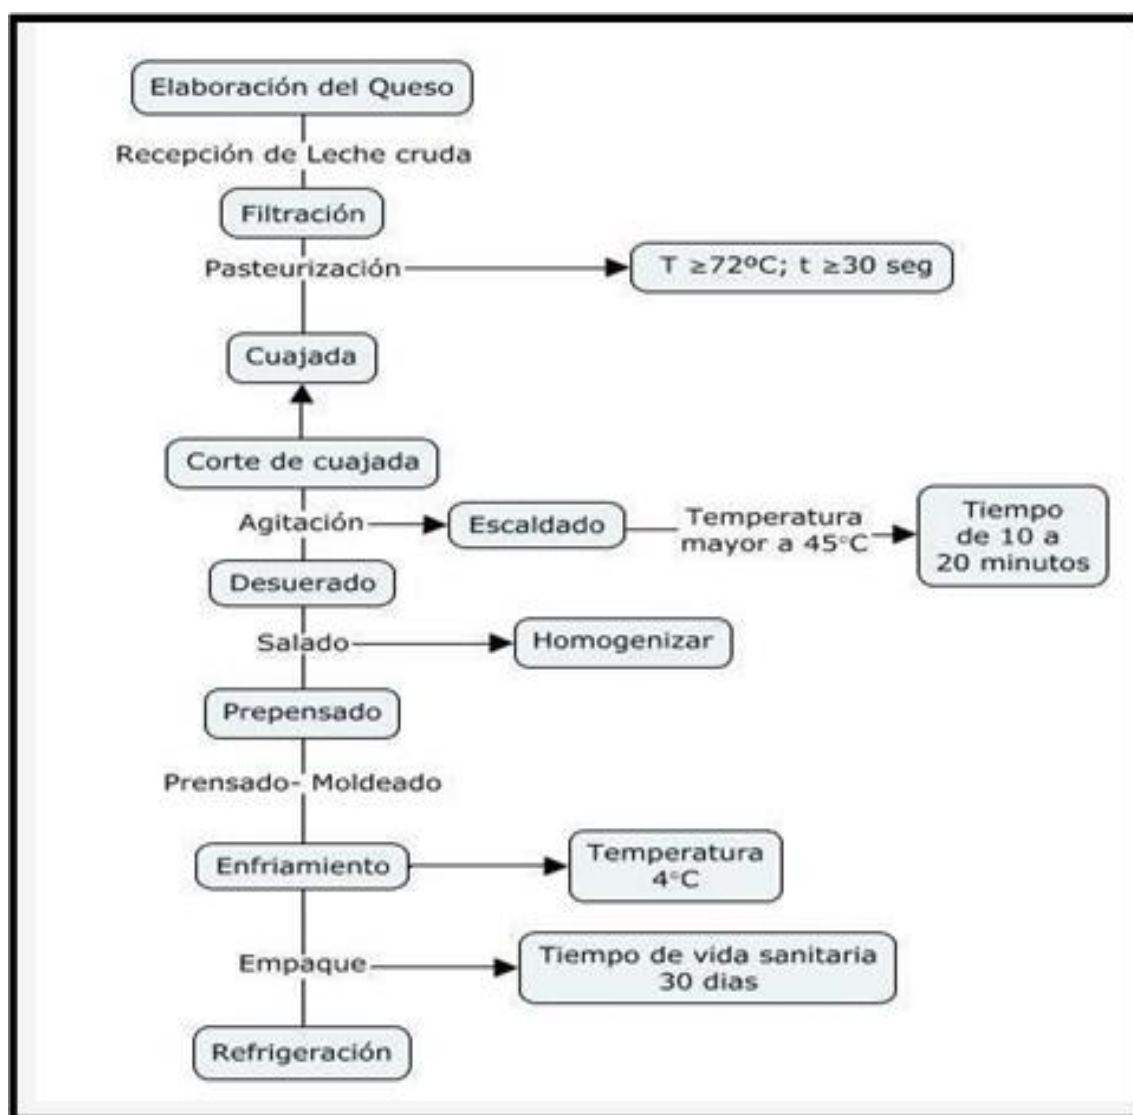 Elaboración del Queso
Recepción de Leche cruda
Filtración
Pasteurización
T ≥72ºC; t ≥30 seg
Cuajada
Corte de cuajada
Agitación
Escaldado
Temperatura
mayor a 45°C
Tiempo
de 10 a
20 minutos
Desuerado
Salado
Homogenizar
Prepensado
Prensado- Moldeado
Enfriamiento
Temperatura
4°C
Empaque
Tiempo de vida sanitaria
30 dias
Refrigeración